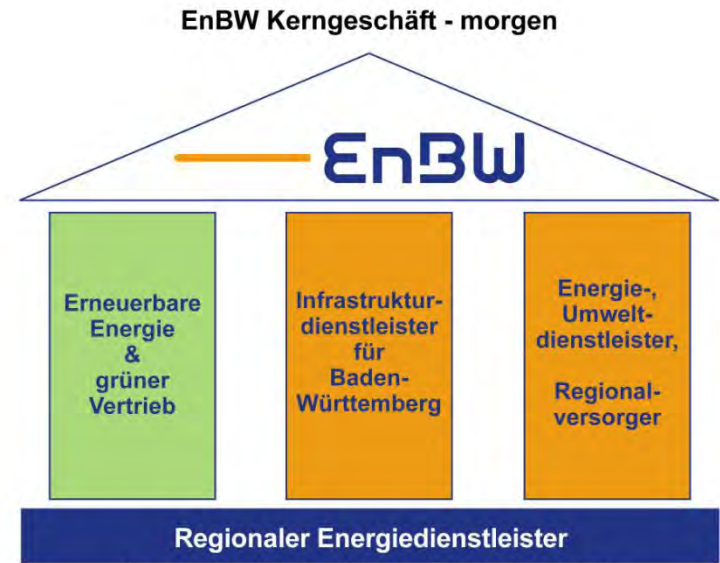 EnBW Kerngeschäft - morgen
EnBW
Erneuerbare
Energie
&
grüner
Vertrieb
Infrastruktur-
dienstleister
für
Baden-
Württemberg
Energie-,
Umwelt-
dienstleister,
Regional-
versorger
Regionaler Energiedienstleister